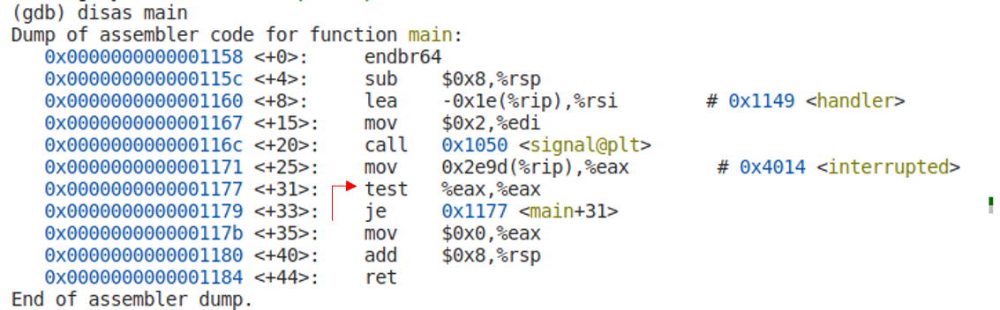 (gdb) disas main
Dump of assembler code for function main:
   0x0000000000001158 <+0>:     endbr64
   0x000000000000115c <+4>:     sub    $0x8,%rsp
   0x0000000000001160 <+8>:     lea    -0x1e(%rip),%rsi        # 0x1149 <handler>
   0x0000000000001167 <+15>:    mov    $0x2,%edi
   0x000000000000116c <+20>:    call   0x1050 <signal@plt>
   0x0000000000001171 <+25>:    mov    0x2e9d(%rip),%eax        # 0x4014 <interrupted>
   0x0000000000001177 <+31>:    test   %eax,%eax
   0x0000000000001179 <+33>:    je     0x1177 <main+31>
   0x000000000000117b <+35>:    mov    $0x0,%eax
   0x0000000000001180 <+40>:    add    $0x8,%rsp
   0x0000000000001184 <+44>:    ret
End of assembler dump.